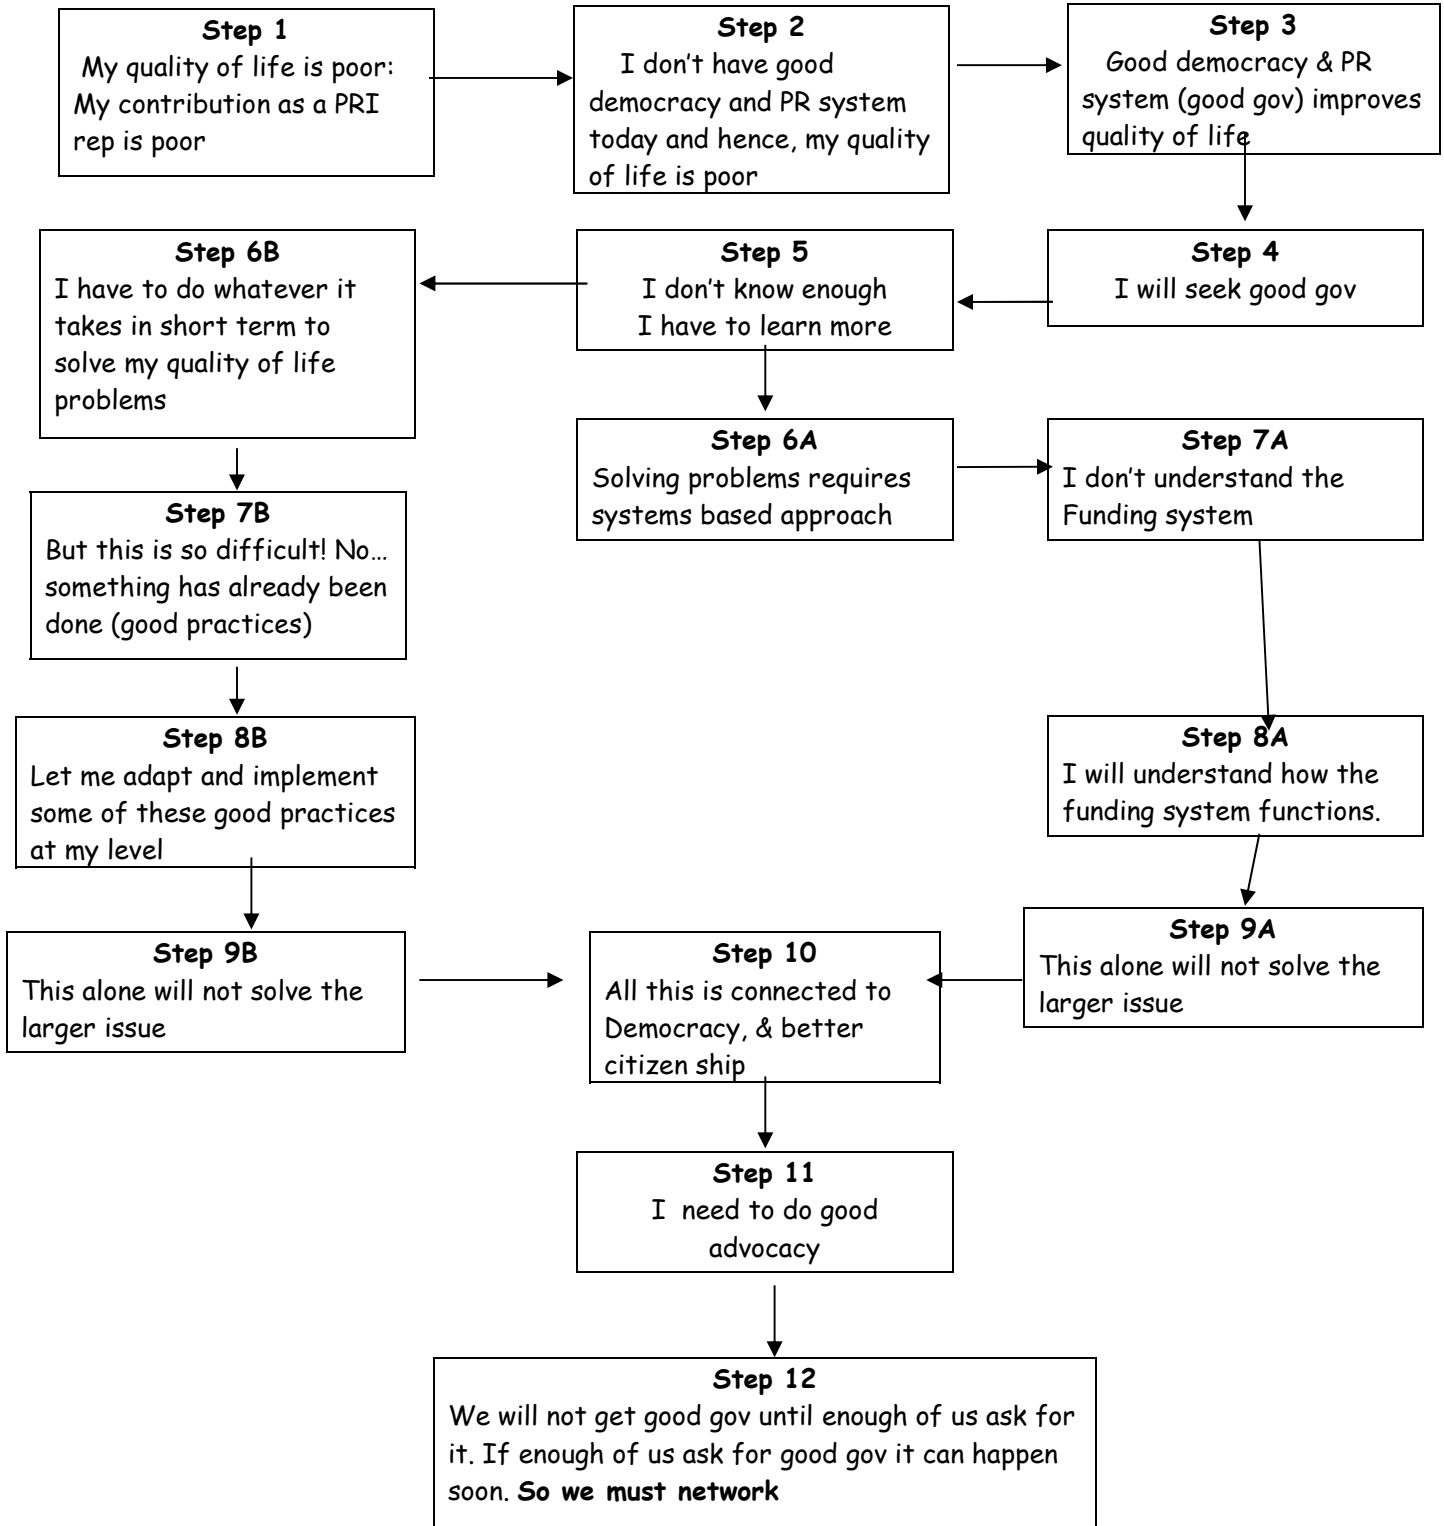 Step 1
My quality of life is poor:
My contribution as a PRI
rep is poor
Step 2
I don't have good
democracy and PR system
today and hence, my quality
of life is poor
Step 3
Good democracy & PR
system (good gov) improves
quality of life
Step 4
I will seek good gov
Step 5
I don't know enough
I have to learn more
Step 6B
I have to do whatever it
takes in short term to
solve my quality of life
problems
Step 6A
Solving problems requires
systems based approach
Step 7A
I don't understand the
Funding system
Step 7B
But this is so difficult! No…
something has already been
done (good practices)
Step 8B
Let me adapt and implement
some of these good practices
at my level
Step 8A
I will understand how the
funding system functions.
Step 9B
This alone will not solve the
larger issue
Step 10
All this is connected to
Democracy, & better
citizen ship
Step 9A
This alone will not solve the
larger issue
Step 11
I need to do good
advocacy
Step 12
We will not get good gov until enough of us ask for
it. If enough of us ask for good gov it can happen
soon. So we must network